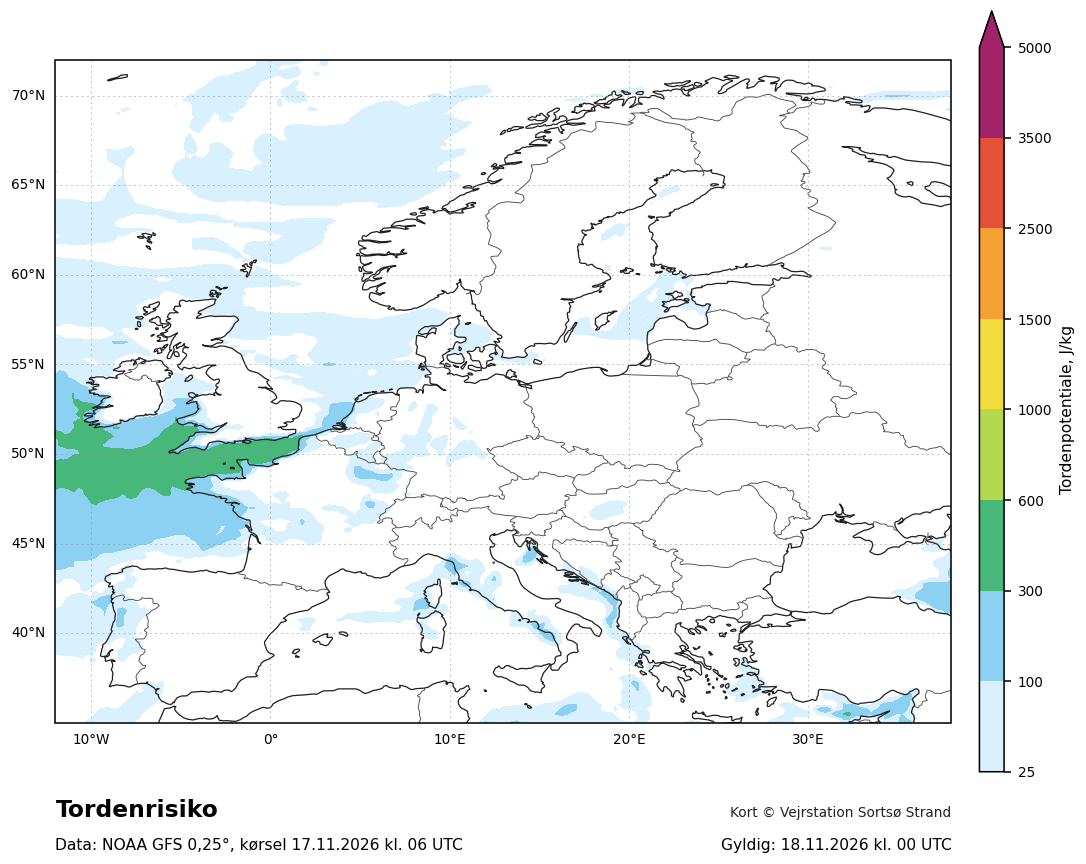 70°N
65°N
60°N
55°N
50°N
45°N
40°N
10°W
0°
10°E
20°E
30°E
5000
3500
2500
1500
1000
600
300
100
25
Tordenpotentiale, J/kg
Tordenrisiko
Kort © Vejrstation Sortsø Strand
Data: NOAA GFS 0,25°, kørsel 17.11.2026 kl. 06 UTC
Gyldig: 18.11.2026 kl. 00 UTC